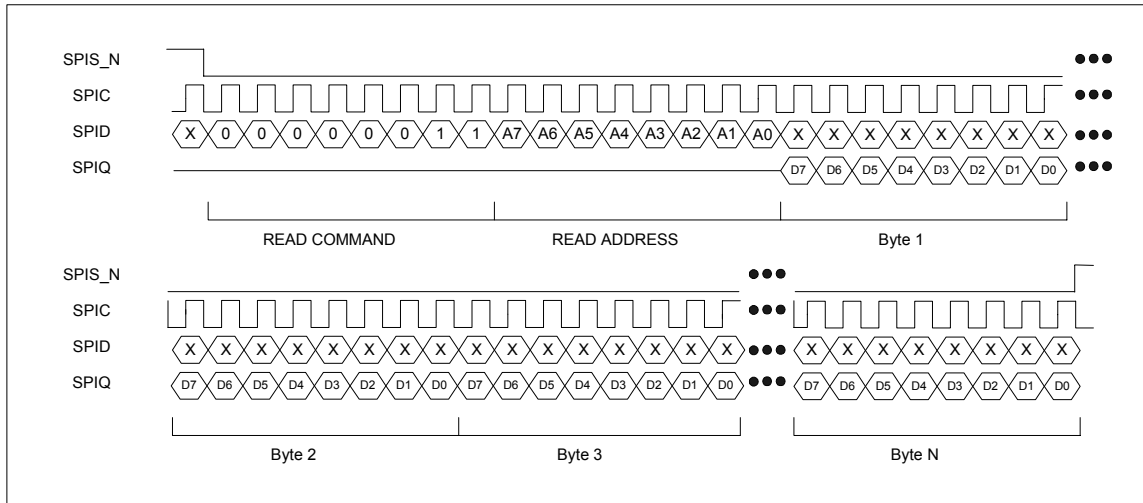 SPIS_N
SPIC
SPID X 0 0 0 0 0 0 1 1 A7 A6 A5 A4 A3 A2 A1 A0 X X X X X X X X
SPIQ D7 D6 D5 D4 D3 D2 D1 D0
READ COMMAND READ ADDRESS Byte 1
SPIS_N
SPIC
SPID X X X X X X X X X X X X X X X X X X X X X X X X
SPIQ D7 D6 D5 D4 D3 D2 D1 D0 D7 D6 D5 D4 D3 D2 D1 D0 D7 D6 D5 D4 D3 D2 D1 D0
Byte 2 Byte 3 Byte N